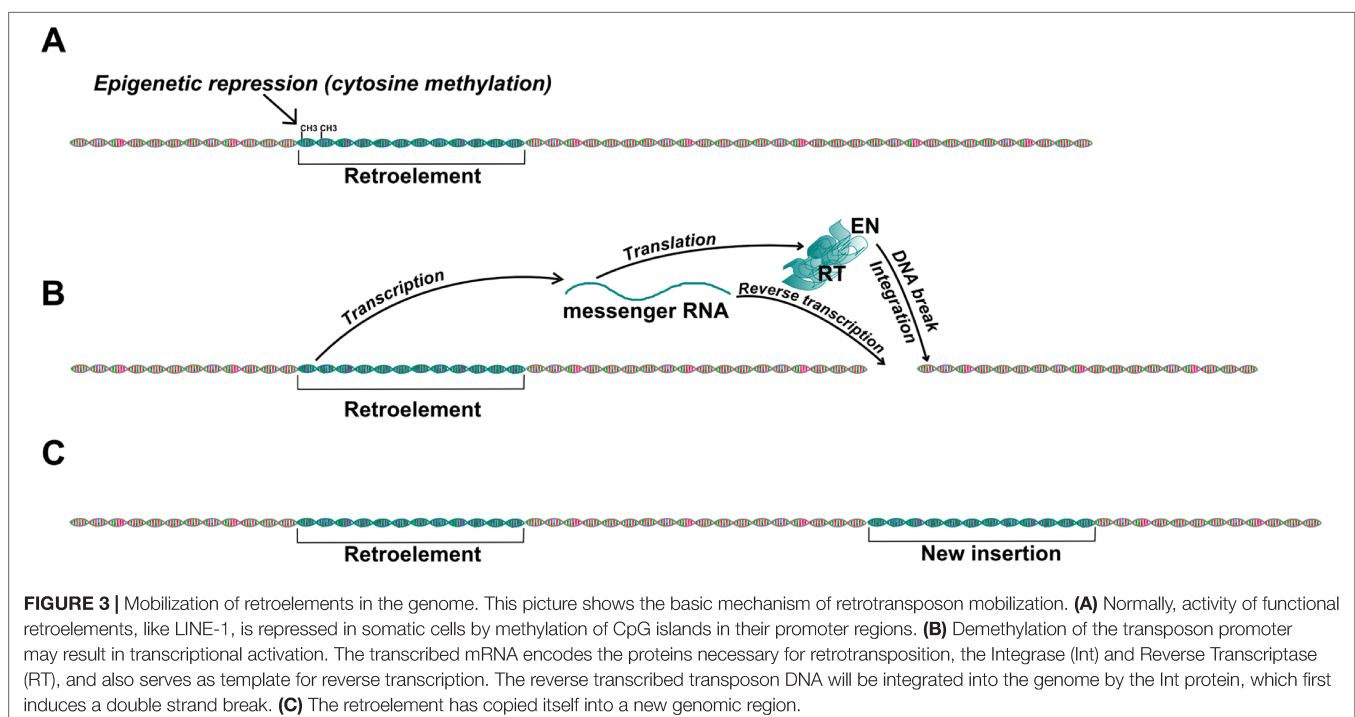 A
Epigenetic repression (cytosine methylation)
CH3 CH3
Retroelement
B
Transcription
Translation
EN
RT
messenger RNA
Reverse transcription
DNA break
Integration
Retroelement
C
Retroelement
New insertion
FIGURE 3 | Mobilization of retroelements in the genome. This picture shows the basic mechanism of retrotransposon mobilization. (A) Normally, activity of functional
retroelements, like LINE-1, is repressed in somatic cells by methylation of CpG islands in their promoter regions. (B) Demethylation of the transposon promoter
may result in transcriptional activation. The transcribed mRNA encodes the proteins necessary for retrotransposition, the Integrase (Int) and Reverse Transcriptase
(RT), and also serves as template for reverse transcription. The reverse transcribed transposon DNA will be integrated into the genome by the Int protein, which first
induces a double strand break. (C) The retroelement has copied itself into a new genomic region.